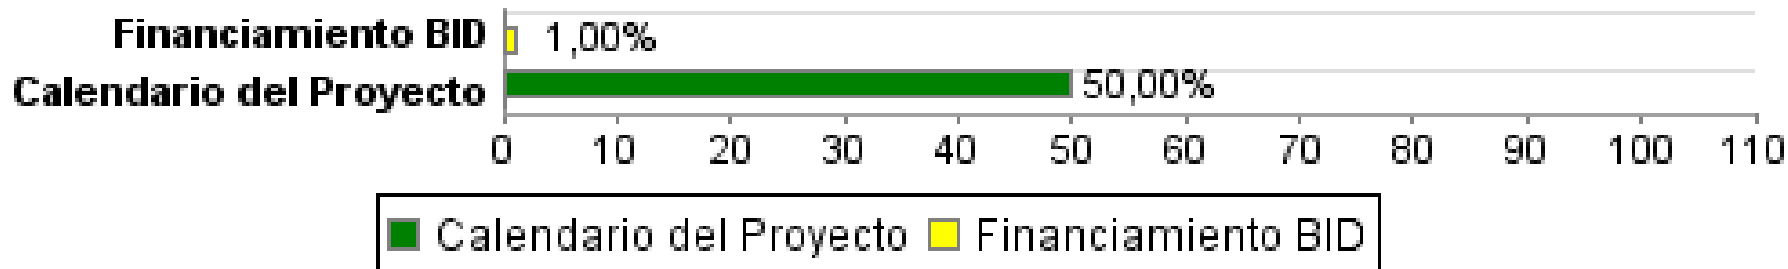 Financiamiento BID 1,00%
Calendario del Proyecto 50,00%
0 10 20 30 40 50 60 70 80 90 100 110
Calendario del Proyecto Financiamiento BID